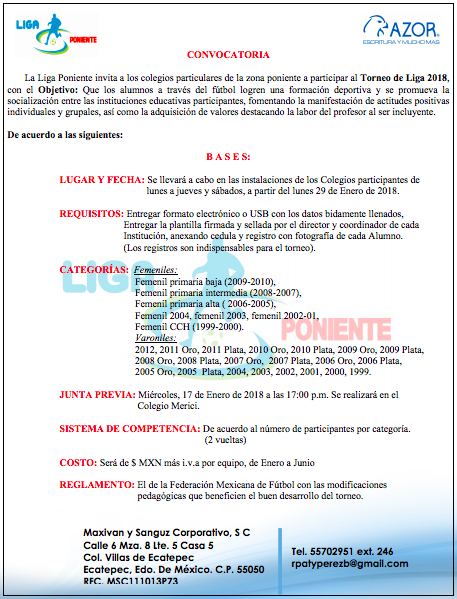 LIGA
PONIENTE
AZOR®
ESCRITURA Y MUCHO MAS
CONVOCATORIA
La Liga Poniente invita a los colegios particulares de la zona poniente a participar al Torneo de Liga 2018,
con el Objetivo: Que los alumnos a través del fútbol logren una formación deportiva y se promueva la
socialización entre las instituciones educativas participantes, fomentando la manifestación de actitudes positivas
individuales y grupales, así como la adquisición de valores destacando la labor del profesor al ser incluyente.
De acuerdo a las siguientes:
B A S E S:
LUGAR Y FECHA: Se llevará a cabo en las instalaciones de los Colegios participantes de
lunes a jueves y sábados, a partir del lunes 29 de Enero de 2018.
REQUISITOS: Entregar formato electrónico o USB con los datos bidamente llenados,
Entregar la plantilla firmada y sellada por el director y coordinador de cada
Institución, anexando cedula y registro con fotografía de cada Alumno.
(Los registros son indispensables para el torneo).
CATEGORÍAS: Femeniles:
Femenil primaria baja (2009-2010),
Femenil primaria intermedia (2008-2007),
Femenil primaria alta ( 2006-2005),
Femenil 2004, femenil 2003, femenil 2002-01,
Femenil CCH (1999-2000).
LIGA
PONIENTE
Varoniles:
2012, 2011 Oro, 2011 Plata, 2010 Oro, 2010 Plata, 2009 Oro, 2009 Plata,
2008 Oro, 2008 Plata, 2007 Oro, 2007 Plata, 2006 Oro, 2006 Plata,
2005 Oro, 2005 Plata, 2004, 2003, 2002, 2001, 2000, 1999.
JUNTA PREVIA: Miércoles, 17 de Enero de 2018 a las 17:00 p.m. Se realizará en el
Colegio Merici.
SISTEMA DE COMPETENCIA: De acuerdo al número de participantes por categoría.
(2 vueltas)
COSTO: Será de $ MXN más i.v.a por equipo, de Enero a Junio
REGLAMENTO: El de la Federación Mexicana de Fútbol con las modificaciones
pedagógicas que beneficien el buen desarrollo del torneo.
Maxivan y Sanguz Corporativo, S C
Calle 6 Mza. 8 Lte. 5 Casa 5
Col. Villas de Ecatepec
Ecatepec, Edo. De México. C.P. 55050
RFC. MSC111013P73
Tel. 55702951 ext. 246
rpatyperezb@gmail.com